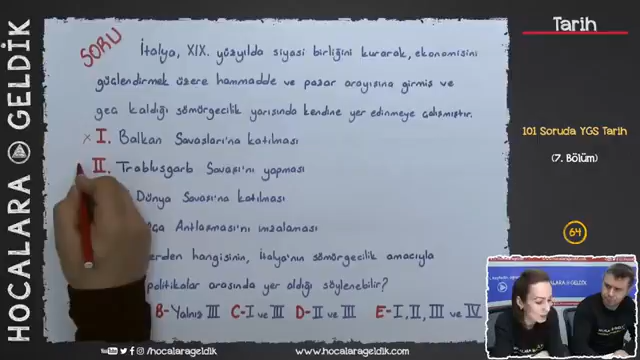 HOCALARA GELDİK
SORU
İtalya, XIX. yüzyılda siyasi birliğini kurarak, ekonomisini
güçlendirmek üzere hammadde ve pazar arayışına girmiş ve
geç kaldığı sömürgecilik yarışında kendine yer edinmeye çalışmıştır.
x I. Balkan Savaşları'na katılması
II. Trablusgarb Savaşı'nı yapması
Dünya Savaşı'na katılması
Antlaşması'nı imzalaması
hangisinin, İtalya'nın sömürgecilik amacıyla
politikalar arasında yer aldığı söylenebilir?
B- Yalnız III C- I ve III D- II ve III E- I, II, III ve IV
/hocalarageldik
www.hocalarageldik.com
Tarih
101 Soruda YGS Tarih
(7. Bölüm)
64